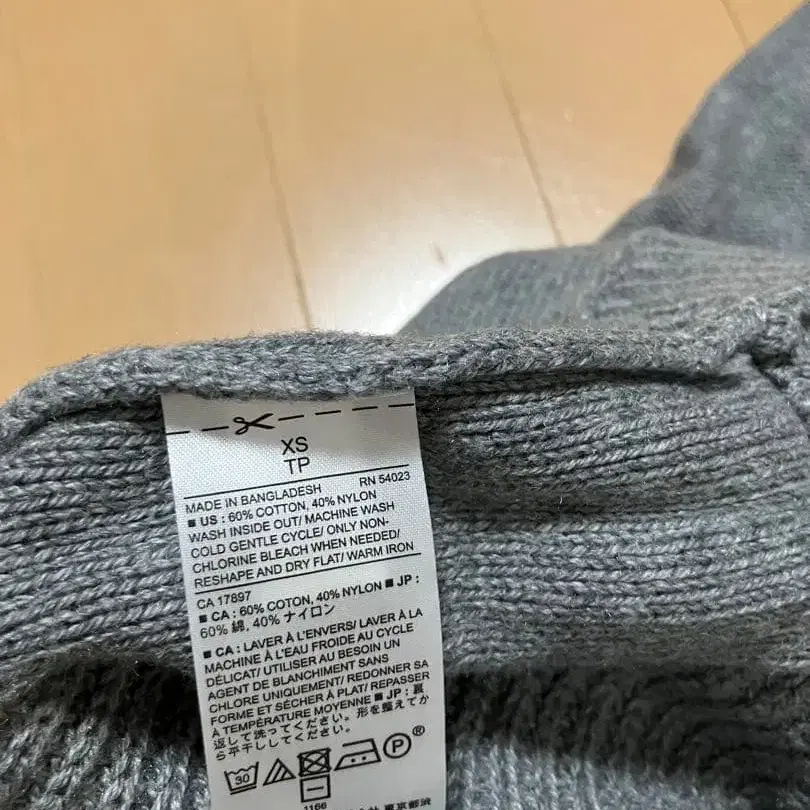 XS
TP
MADE IN BANGLADESH RN 54023
■ US : 60% COTTON, 40% NYLON
WASH INSIDE OUT/ MACHINE WASH
COLD GENTLE CYCLE/ ONLY NON-
CHLORINE BLEACH WHEN NEEDED/
RESHAPE AND DRY FLAT/ WARM IRON
CA 17897
■ CA : 60% COTON, 40% NYLON ■ JP :
60% 綿, 40% ナイロン
■ CA : LAVER À L'ENVERS/ LAVER À LA
MACHINE À L'EAU FROIDE AU CYCLE
DÉLICAT/ UTILISER AU BESOIN UN
AGENT DE BLANCHIMENT SANS
CHLORE UNIQUEMENT/ REDONNER SA
FORME ET SÉCHER À PLAT/ REPASSER
À TEMPÉRATURE MOYENNE ■ JP : 裏
返して洗ってください。形を整えてか
ら平干ししてください。
30 P ®
1166